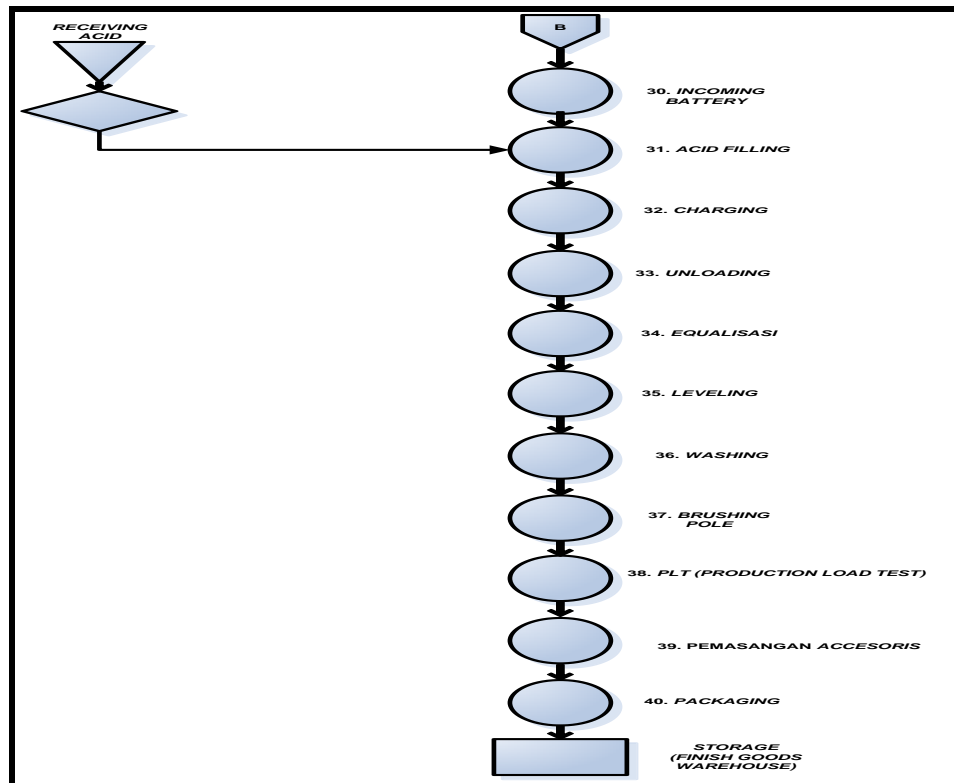 RECEIVING
ACID
B
30. INCOMING
BATTERY
31. ACID FILLING
32. CHARGING
33. UNLOADING
34. EQUALISASI
35. LEVELING
36. WASHING
37. BRUSHING
POLE
38. PLT (PRODUCTION LOAD TEST)
39. PEMASANGAN ACCESORIS
40. PACKAGING
STORAGE
(FINISH GOODS
WAREHOUSE)